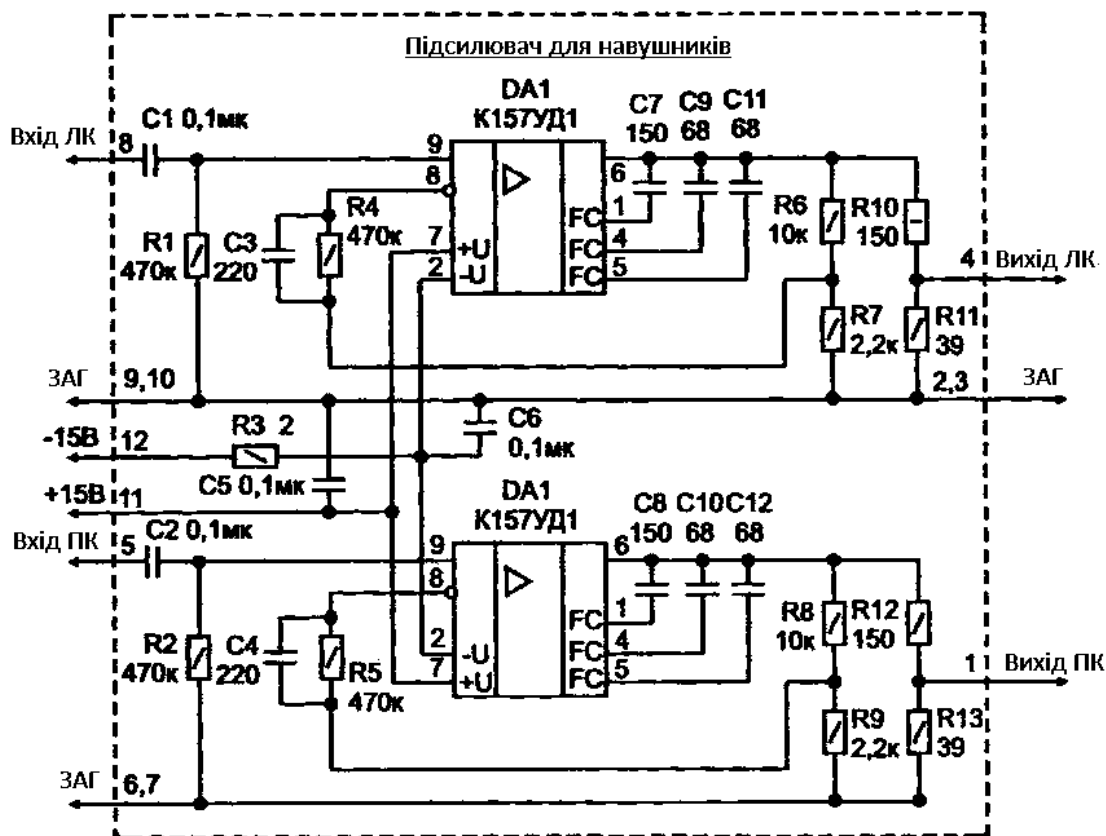 Підсилювач для навушників
DA1
К157УД1
C7
150
C9
68
C11
68
Вхід ЛК
8
C1 0,1мк
9
8
7
+U
2
-U
6
1
FC
4
FC
5
FC
R1
470к
C3
220
R4
470к
R6
10к
R10
150
4
Вихід ЛК
R7
2,2к
R11
39
ЗАГ
9,10
2,3
ЗАГ
-15В
12
R3 2
C6
0,1мк
+15В
11
C5 0,1мк
DA1
К157УД1
C8
150
C10
68
C12
68
Вхід ПК
5
C2 0,1мк
9
8
2
-U
7
+U
6
1
FC
4
FC
5
FC
R2
470к
C4
220
R5
470к
R8
10к
R12
150
1
Вихід ПК
R9
2,2к
R13
39
ЗАГ
6,7